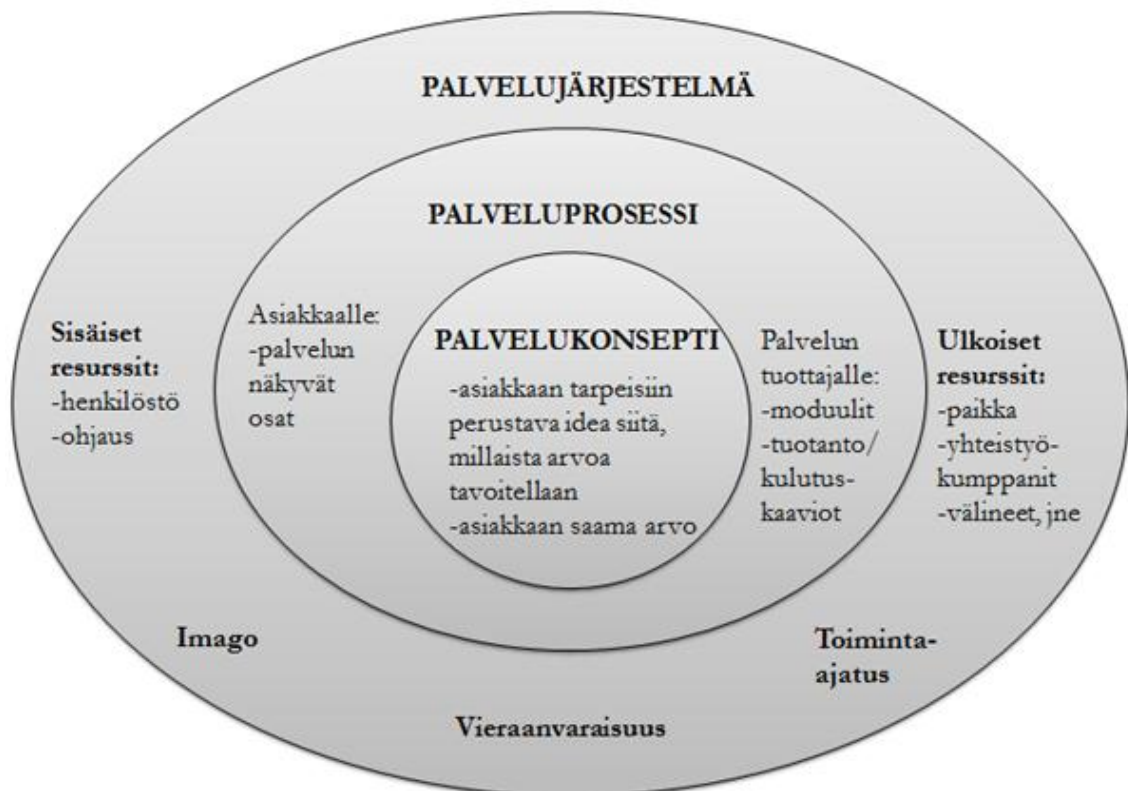 PALVELUJÄRJESTELMÄ
PALVELUPROSESSI
Sisäiset
resurssit:
-henkilöstö
-ohjaus
Asiakkaalle:
-palvelun
näkyvät
osat
PALVELUKONSEPTI
-asiakkaan tarpeisiin
perustava idea siitä,
millaista arvoa
tavoitellaan
-asiakkaan saama arvo
Palvelun
tuottajalle:
-moduulit
-tuotanto/
kulutus-
kaaviot
Ulkoiset
resurssit:
-paikka
-yhteistyö-
kumppanit
-välineet, jne
Imago
Toiminta-
ajatus
Vieraanvaraisuus